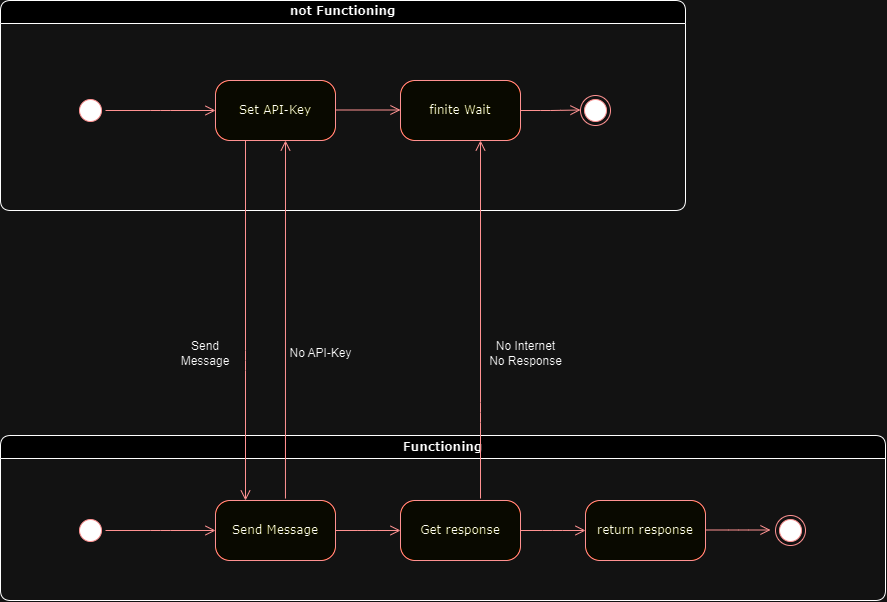 not Functioning
Set API-Key
finite Wait
Send
Message
No API-Key
No Internet
No Response
Functioning
Send Message
Get response
return response